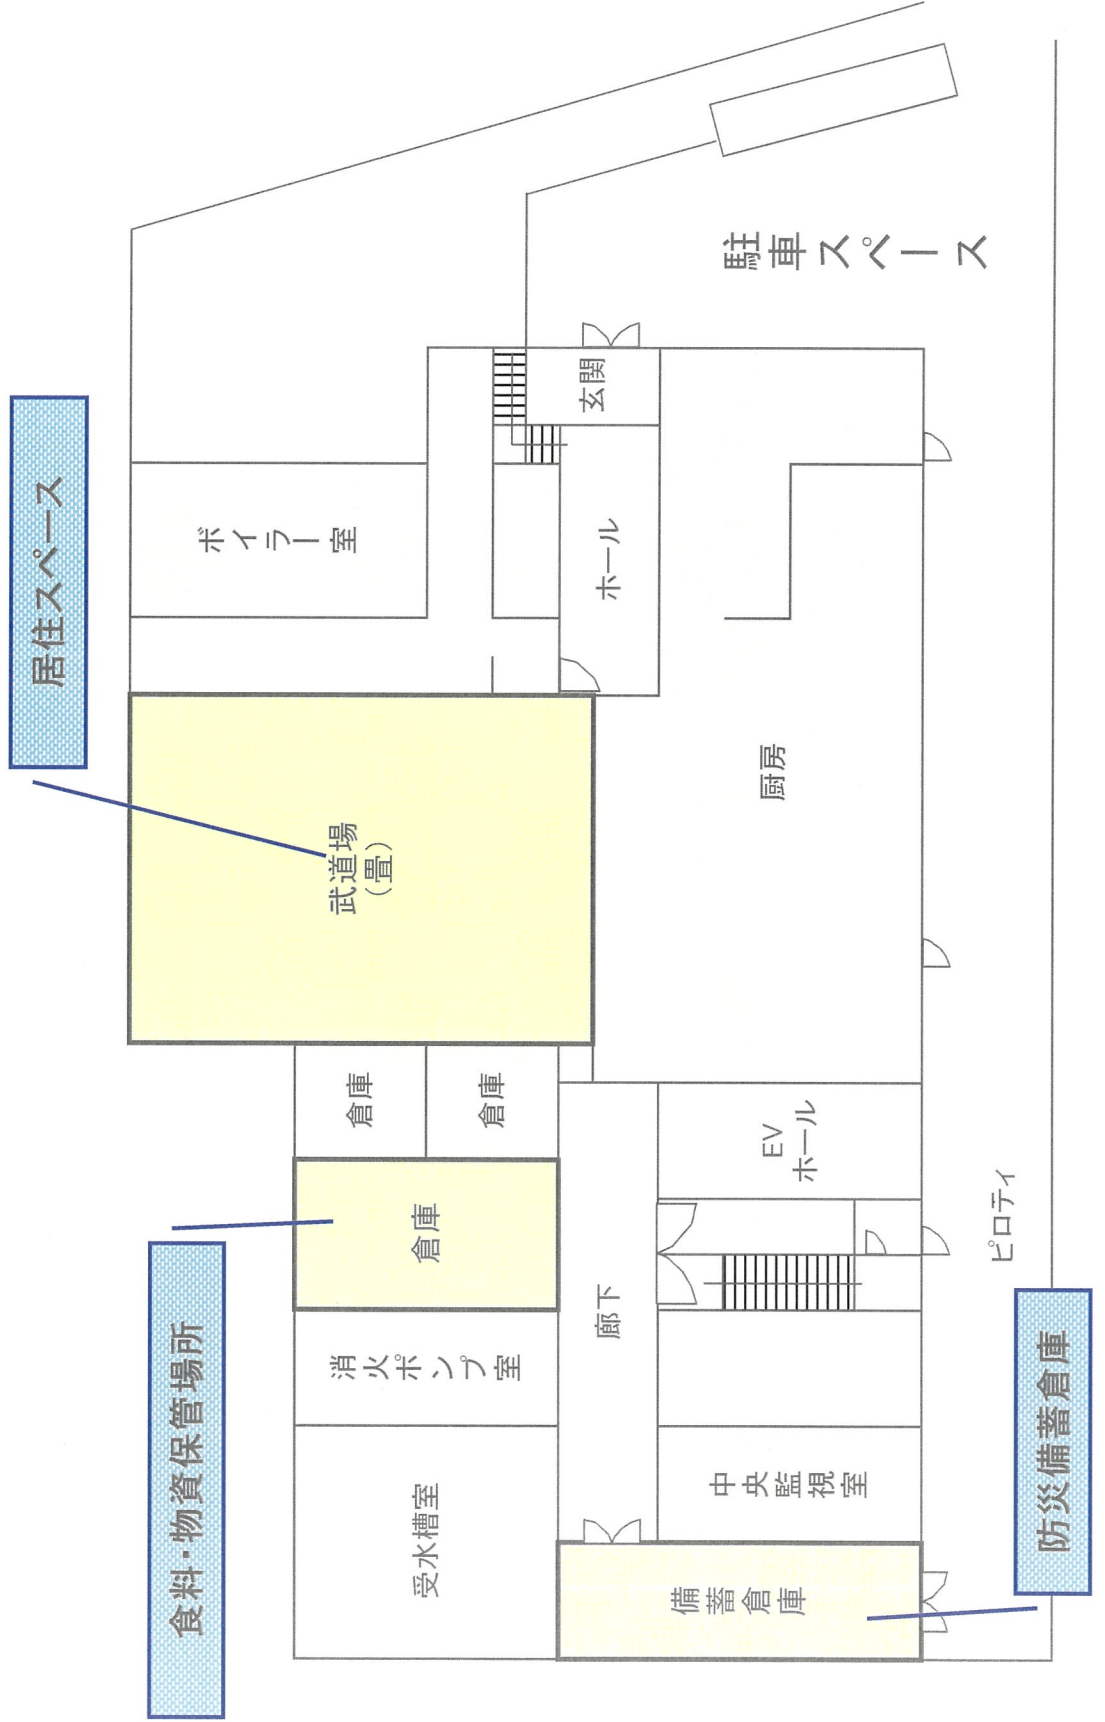 居住スペース
食料・物資保管場所
防災備蓄倉庫
受水槽室
消火ポンプ室
倉庫
倉庫
倉庫
武道場
(畳)
ボイラー室
備蓄倉庫
廊下
中央監視室
EV
ホール
厨房
ホール
玄関
ピロティ
駐車スペース